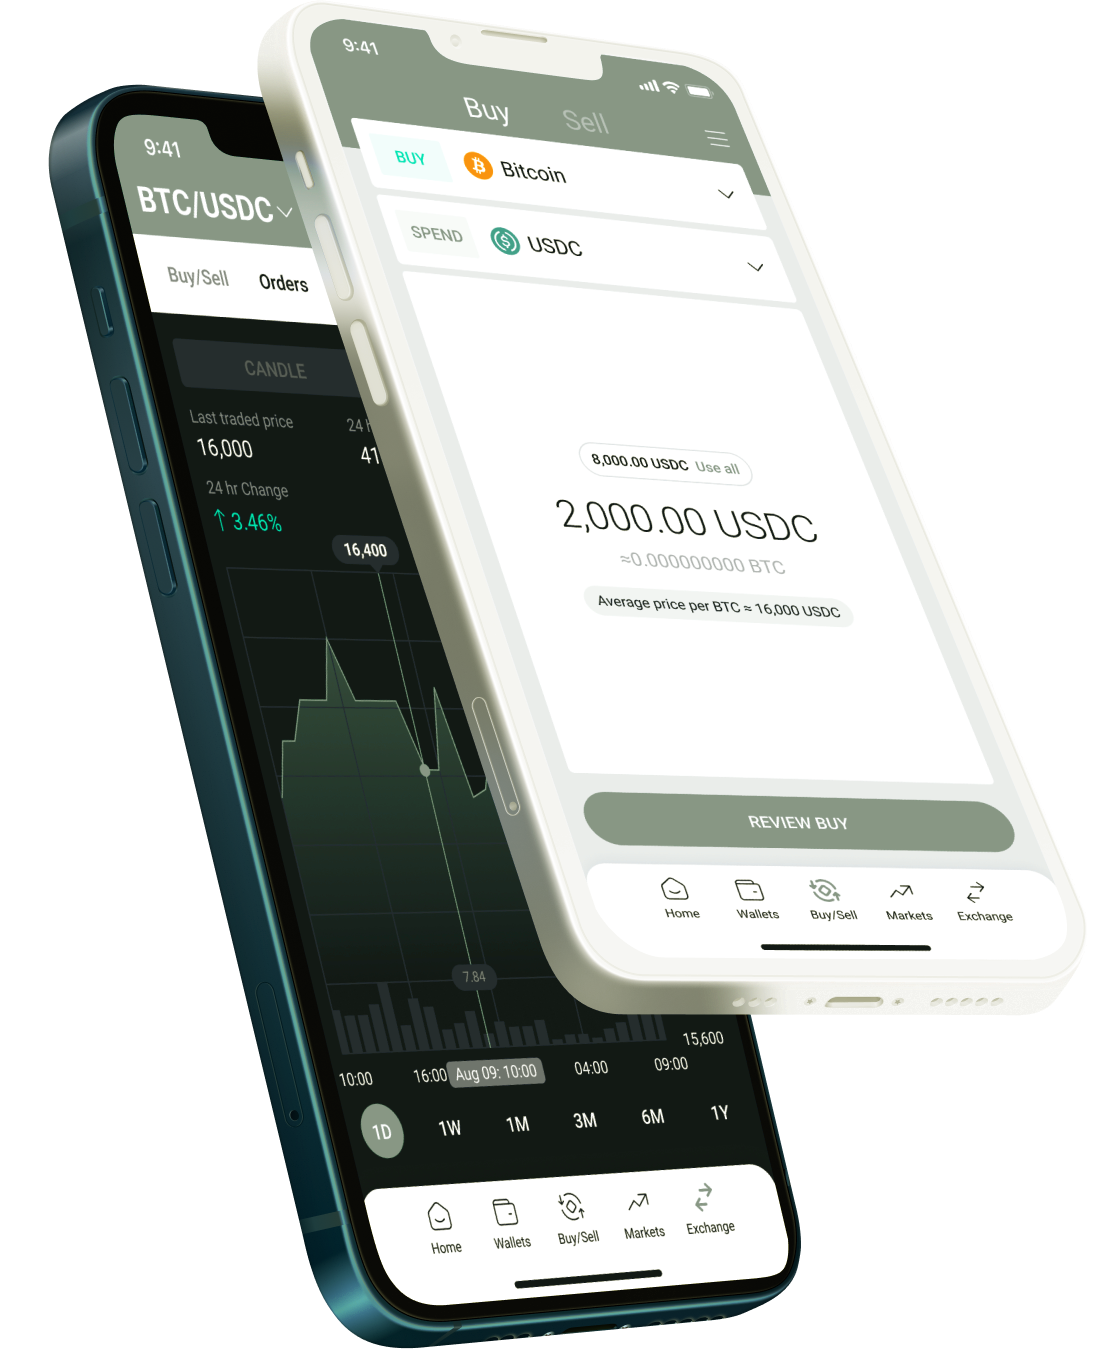 9:41
Buy Sell
BUY Bitcoin
SPEND USDC
8,000.00 USDC Use all
2,000.00 USDC
≈0.000000000 BTC
Average price per BTC ≈ 16,000 USDC
REVIEW BUY
Home Wallets Buy/Sell Markets Exchange
9:41
BTC/USDC
Buy/Sell Orders
CANDLE
Last traded price 24 h
16,000 41
24 hr Change
↑ 3.46%
16,400
7.84
15,600
10:00 16:00 Aug 09: 10:00 04:00 09:00
1D 1W 1M 3M 6M 1Y
Home Wallets Buy/Sell Markets Exchange